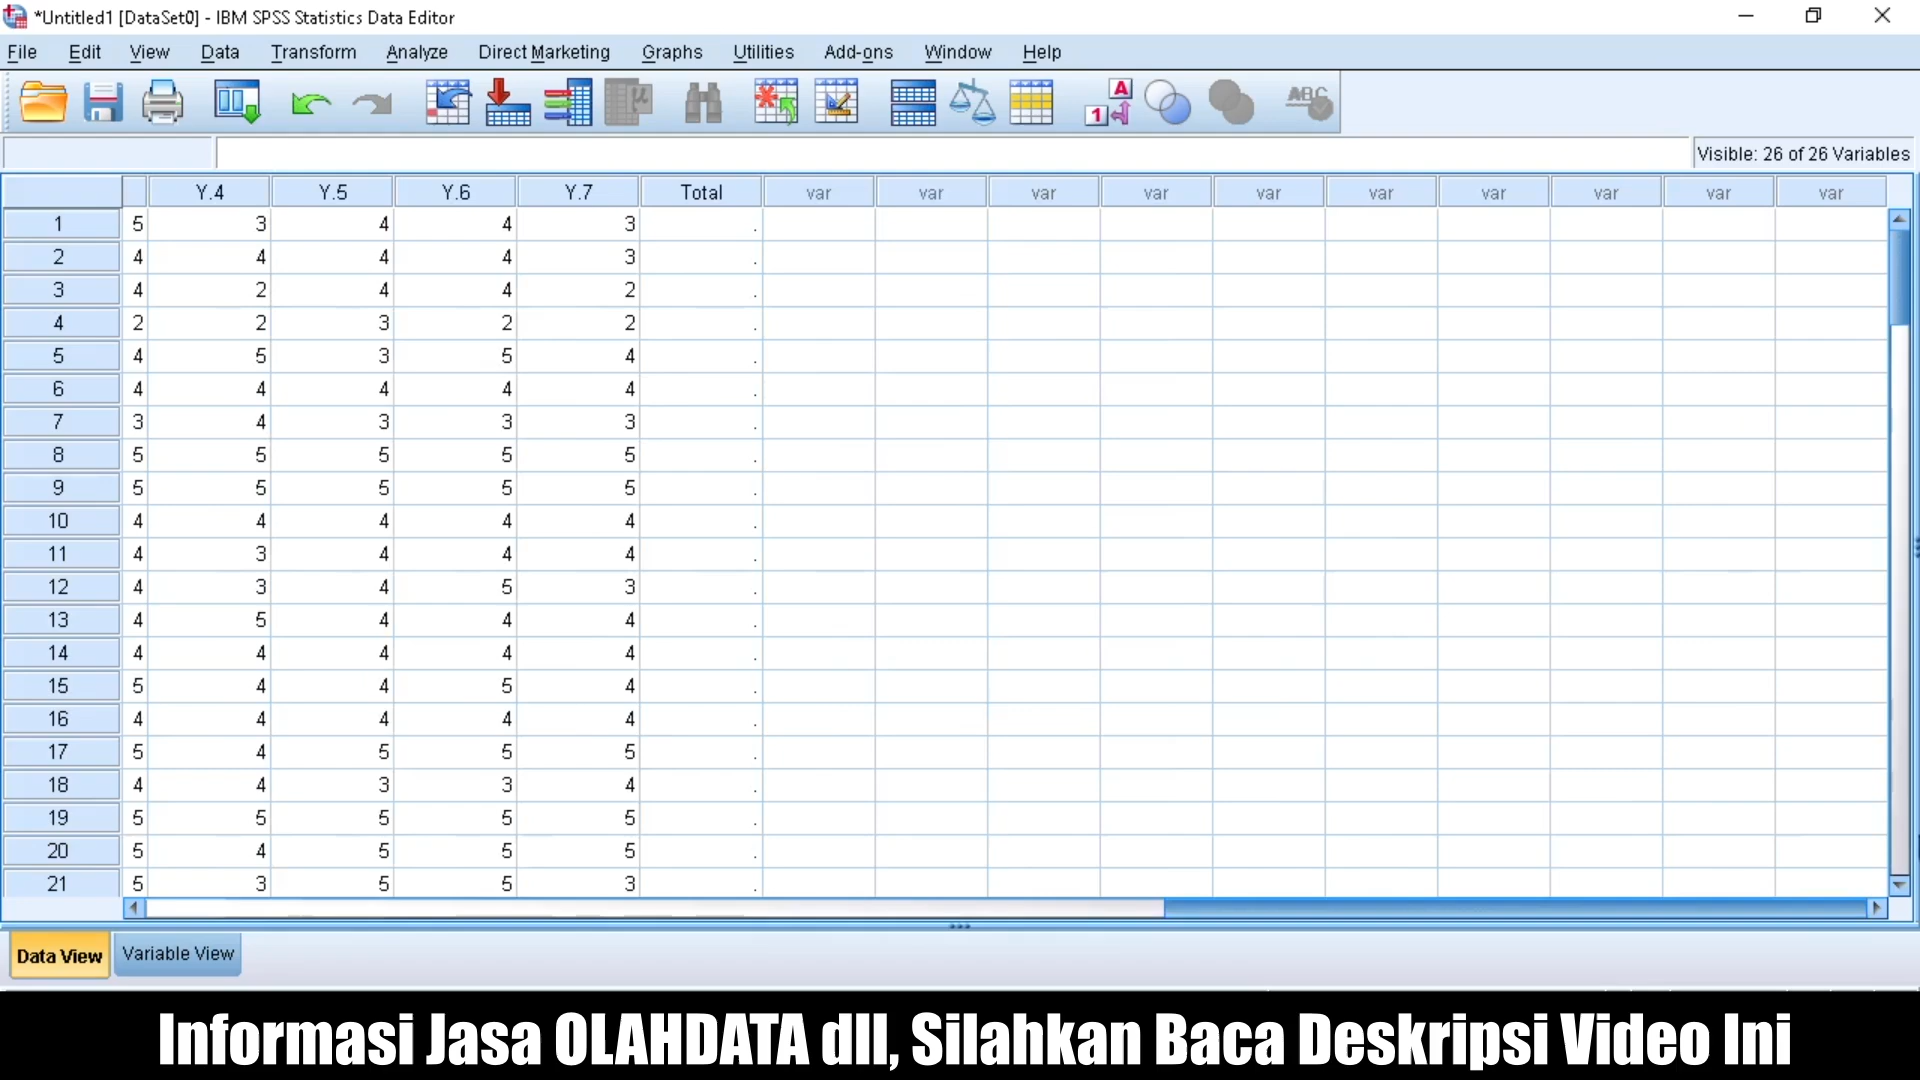 *Untitled1 [DataSet0] - IBM SPSS Statistics Data Editor
File Edit View Data Transform Analyze Direct Marketing Graphs Utilities Add-ons Window Help
Visible: 26 of 26 Variables
Y.4 Y.5 Y.6 Y.7 Total var var var var var var var var var var
1 5 3 4 4 3 .
2 4 4 4 4 3 .
3 4 2 4 4 2 .
4 2 2 3 2 2 .
5 4 5 3 5 4 .
6 4 4 4 4 4 .
7 3 4 3 3 3 .
8 5 5 5 5 5 .
9 5 5 5 5 5 .
10 4 4 4 4 4 .
11 4 3 4 4 4 .
12 4 3 4 5 3 .
13 4 5 4 4 4 .
14 4 4 4 4 4 .
15 5 4 4 5 4 .
16 4 4 4 4 4 .
17 5 4 5 5 5 .
18 4 4 3 3 4 .
19 5 5 5 5 5 .
20 5 4 5 5 5 .
21 5 3 5 5 3 .
Data View Variable View
Informasi Jasa OLAHDATA dll, Silahkan Baca Deskripsi Video Ini